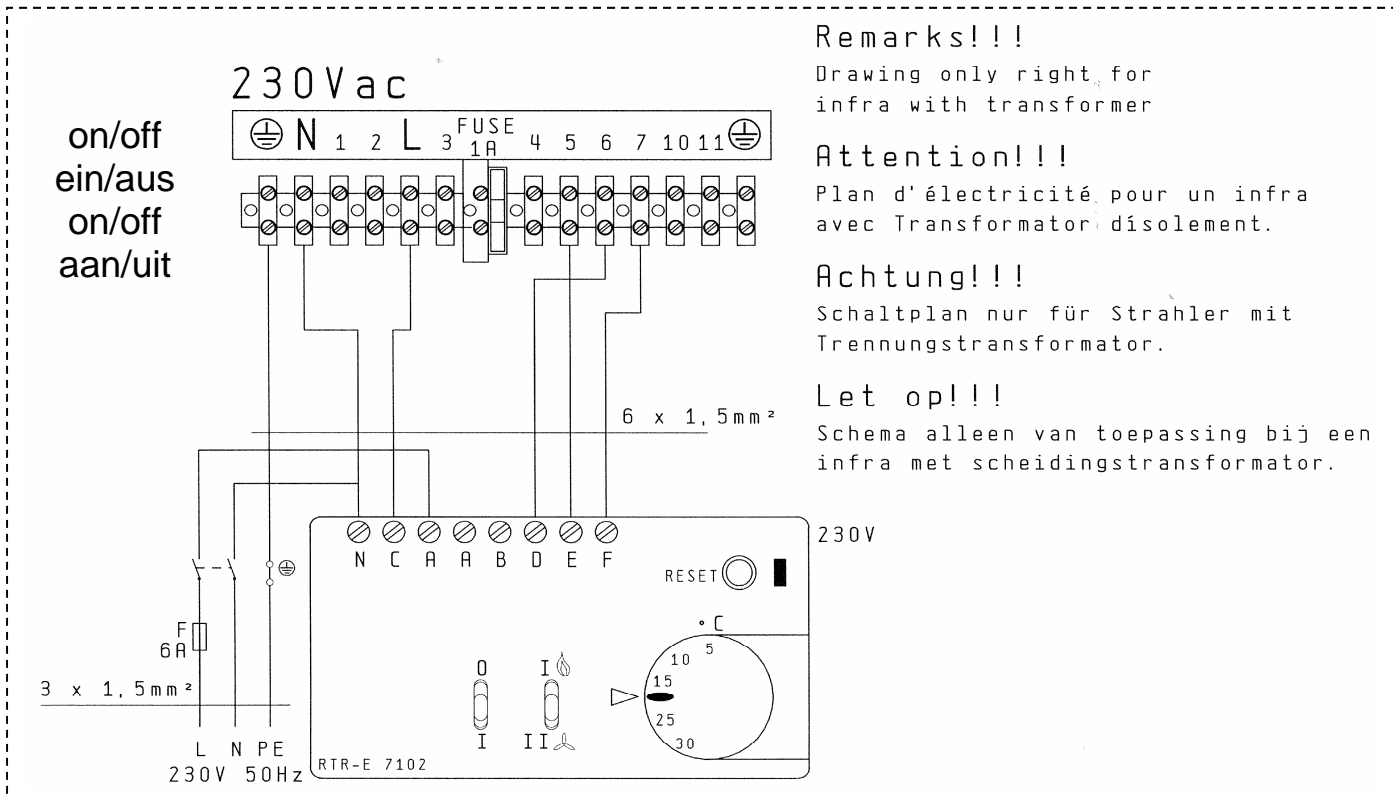 230Vac
on/off
ein/aus
on/off
aan/uit
N 1 2 L 3 FUSE 1A 4 5 6 7 10 11
6 x 1,5mm²
N C A A B D E F
230V
RESET
°C
5
10
15
25
30
F
6A
3 x 1,5mm²
O I
I II
L N PE
230V 50Hz
RTR-E 7102
Remarks!!!
Drawing only right for
infra with transformer
Attention!!!
Plan d'électricité pour un infra
avec Transformator dísolement.
Achtung!!!
Schaltplan nur für Strahler mit
Trennungstransformator.
Let op!!!
Schema alleen van toepassing bij een
infra met scheidingstransformator.